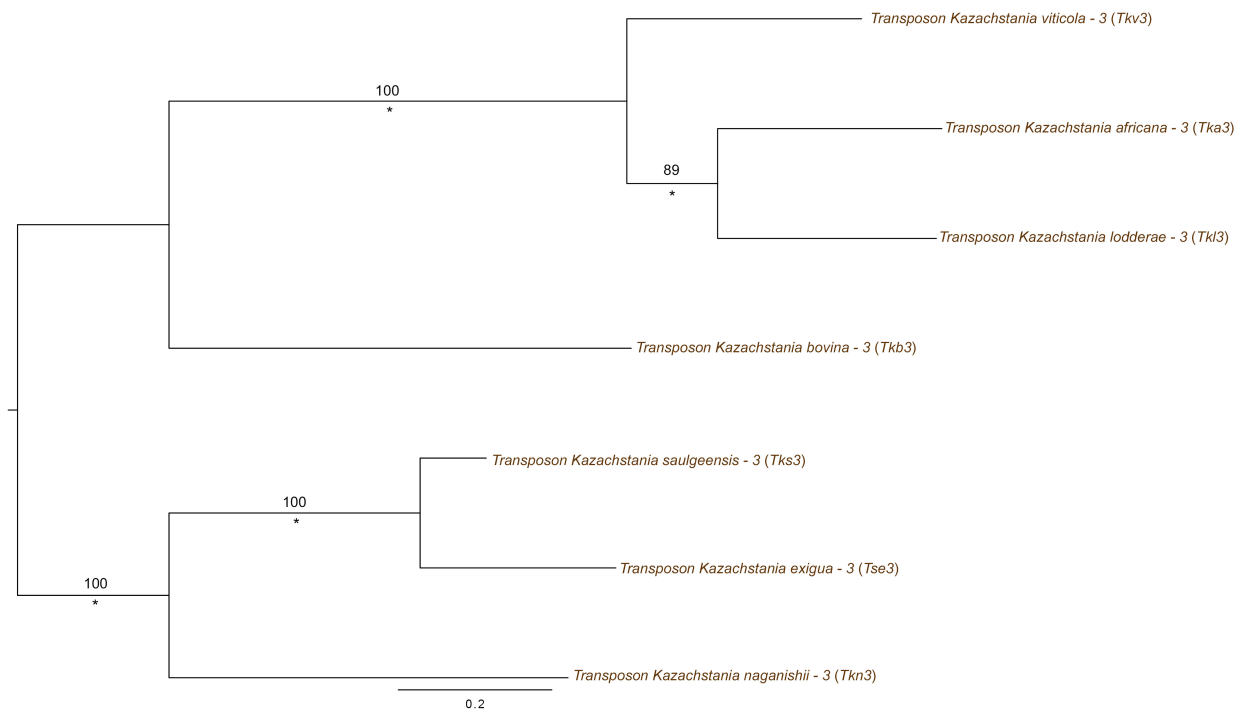 Transposon Kazachstania viticola - 3 (Tkv3)
100
*
Transposon Kazachstania africana - 3 (Tka3)
89
*
Transposon Kazachstania lodderae - 3 (Tkl3)
Transposon Kazachstania bovina - 3 (Tkb3)
Transposon Kazachstania saulgeensis - 3 (Tks3)
100
*
Transposon Kazachstania exigua - 3 (Tse3)
100
*
Transposon Kazachstania naganishii - 3 (Tkn3)
0.2